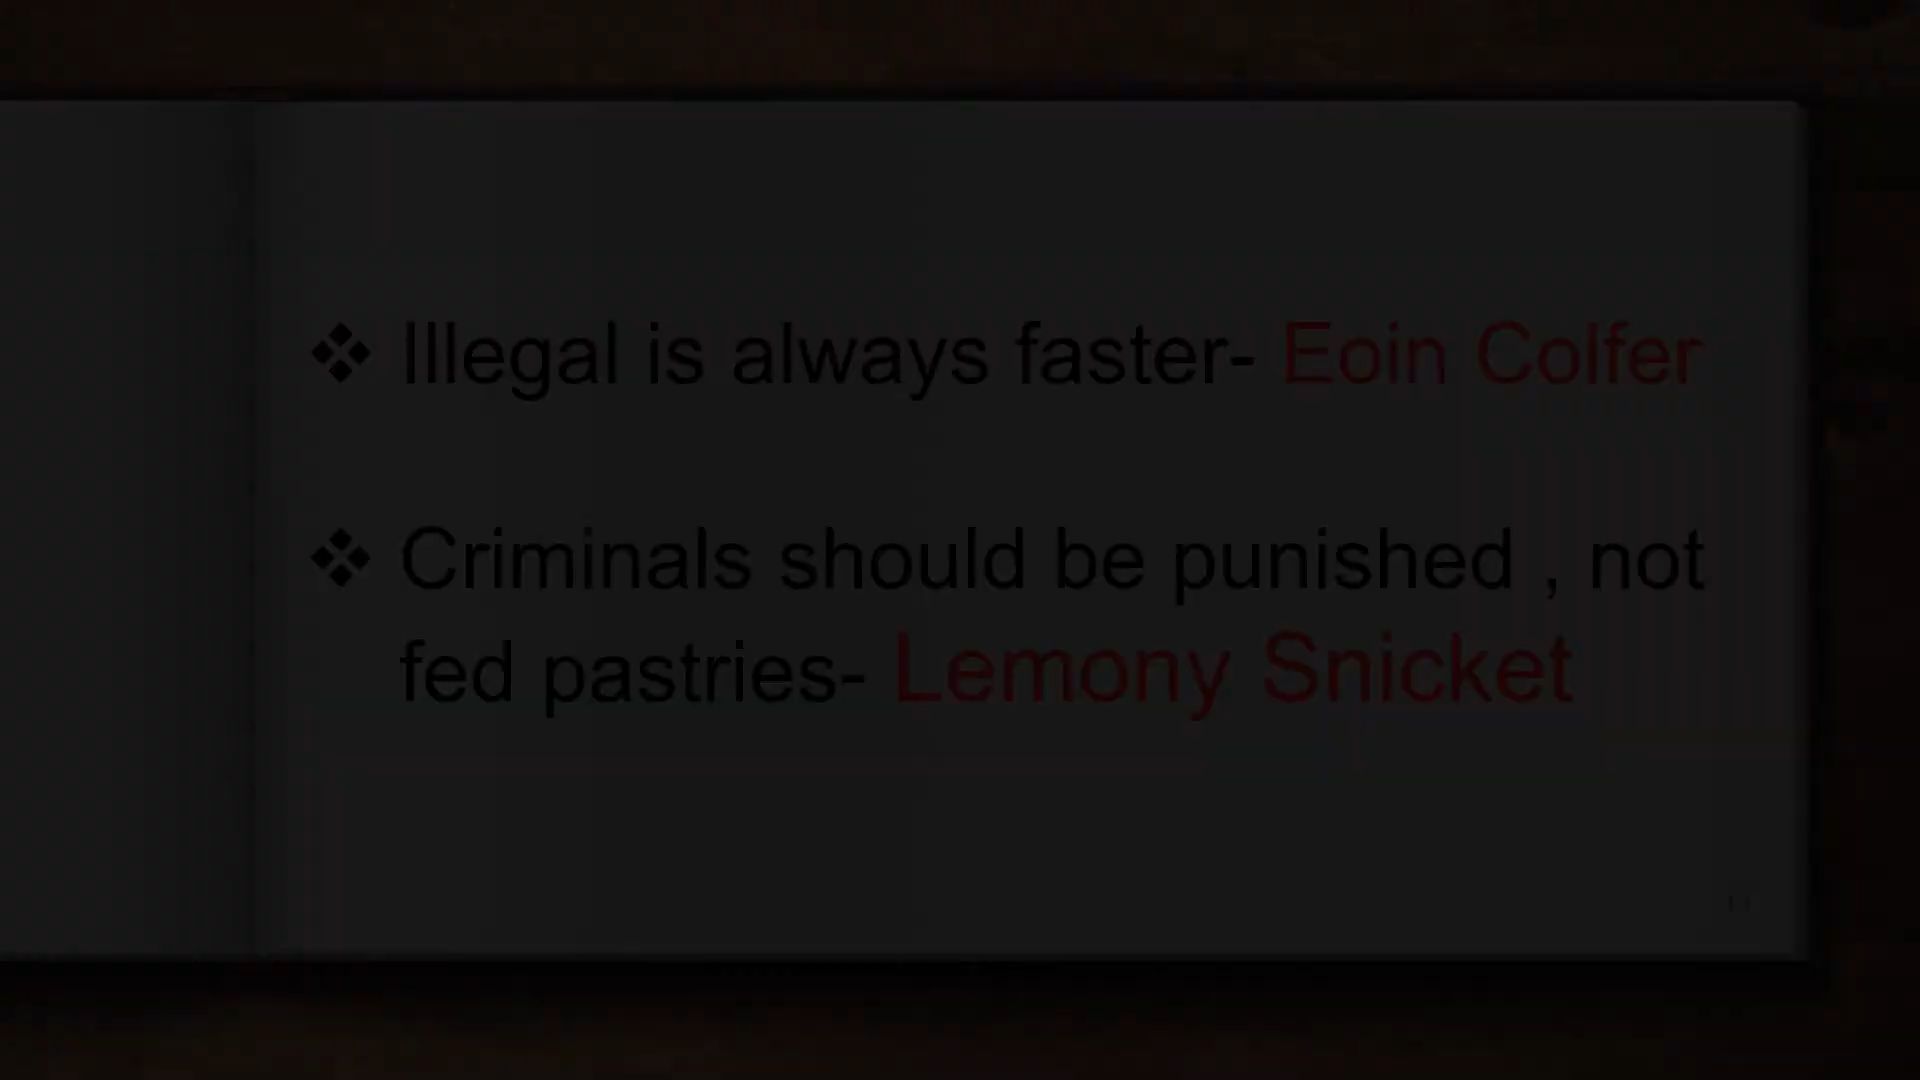 ❖ Illegal is always faster- Eoin Colfer
❖ Criminals should be punished , not
fed pastries- Lemony Snicket